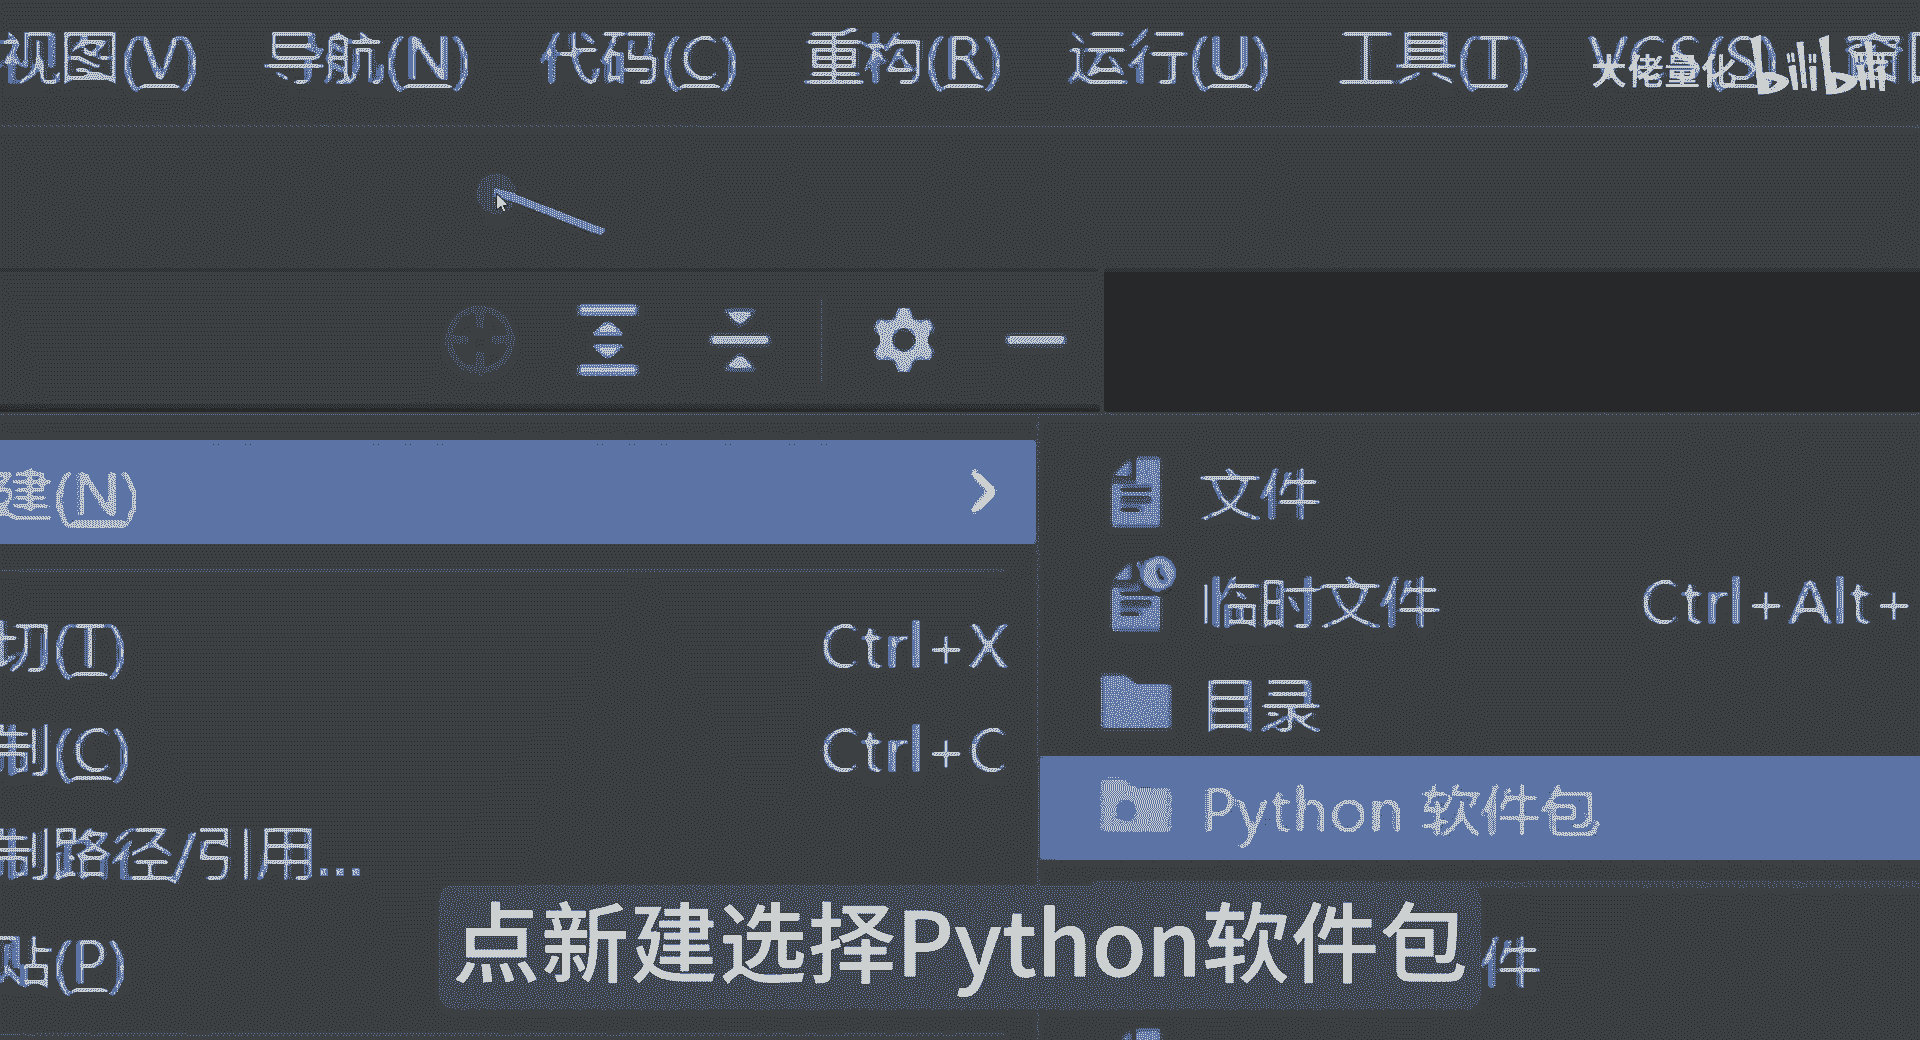 视图(V) 导航(N) 代码(C) 重构(R) 运行(U) 工具(T) VCS(S) 窗
大佬量化 bilibili
建(N)
文件
临时文件 Ctrl+Alt+
切(T) Ctrl+X
目录
制(C) Ctrl+C
Python 软件包
制路径/引用...
点新建选择Python软件包
件
贴(P)